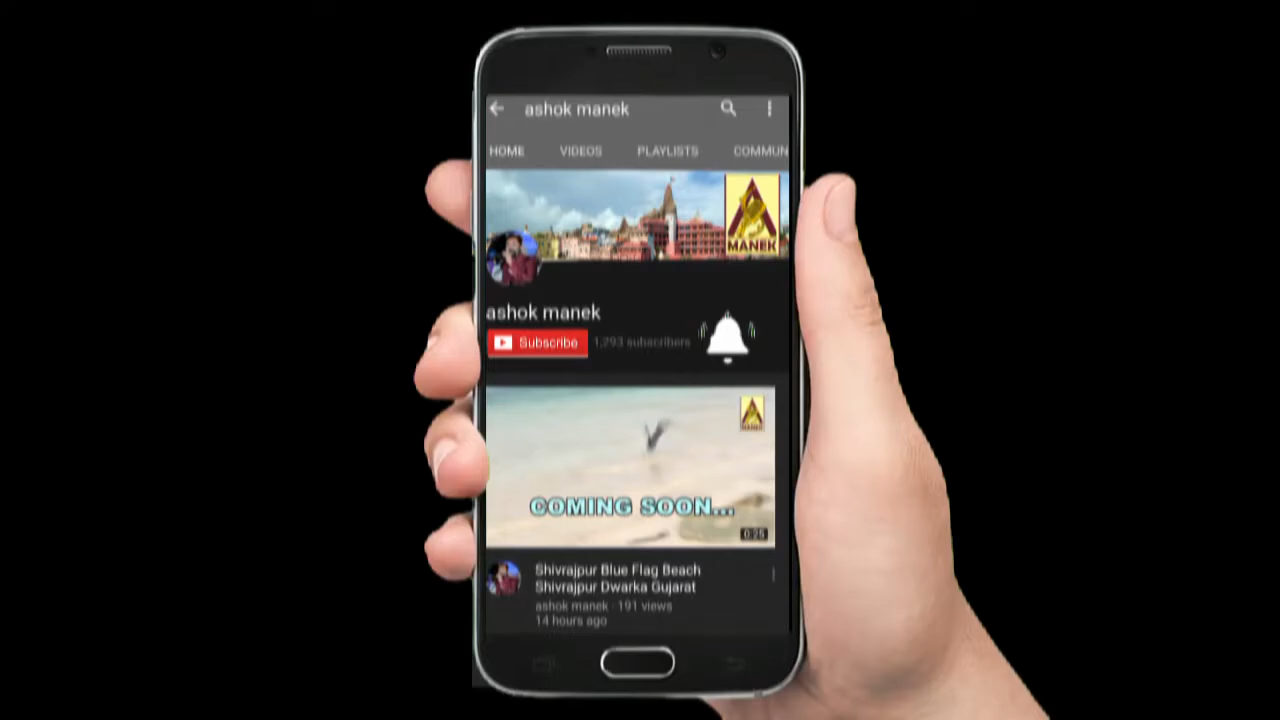 ashok manek
HOME VIDEOS PLAYLISTS COMMUN
MANEK
ashok manek
Subscribe 1,293 subscribers
MANEK
COMING SOON...
0:25
Shivrajpur Blue Flag Beach
Shivrajpur Dwarka Gujarat
ashok manek · 191 views
14 hours ago